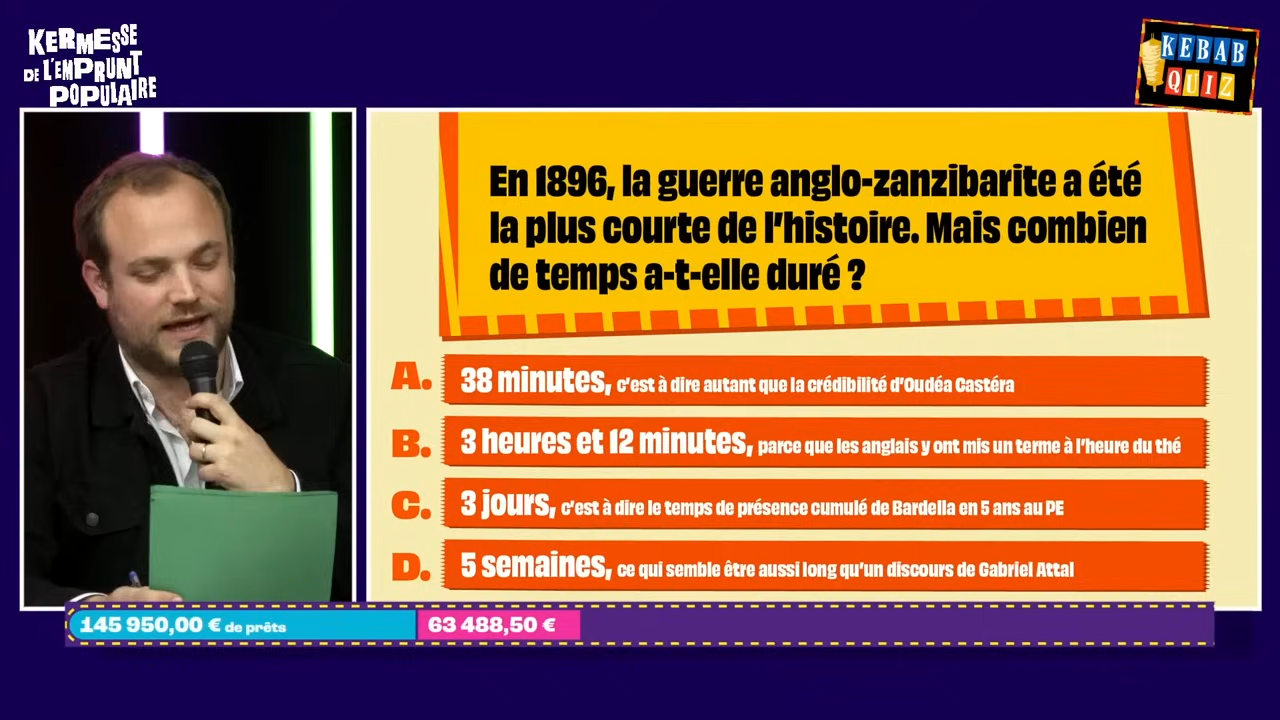 KERMESSE
DE L'EMPRUNT
POPULAIRE
KEBAB
QUIZ
En 1896, la guerre anglo-zanzibarite a été
la plus courte de l'histoire. Mais combien
de temps a-t-elle duré ?
A. 38 minutes, c'est à dire autant que la crédibilité d'Oudéa Castéra
B. 3 heures et 12 minutes, parce que les anglais y ont mis un terme à l'heure du thé
C. 3 jours, c'est à dire le temps de présence cumulé de Bardella en 5 ans au PE
D. 5 semaines, ce qui semble être aussi long qu'un discours de Gabriel Attal
145 950,00 € de prêts 63 488,50 €